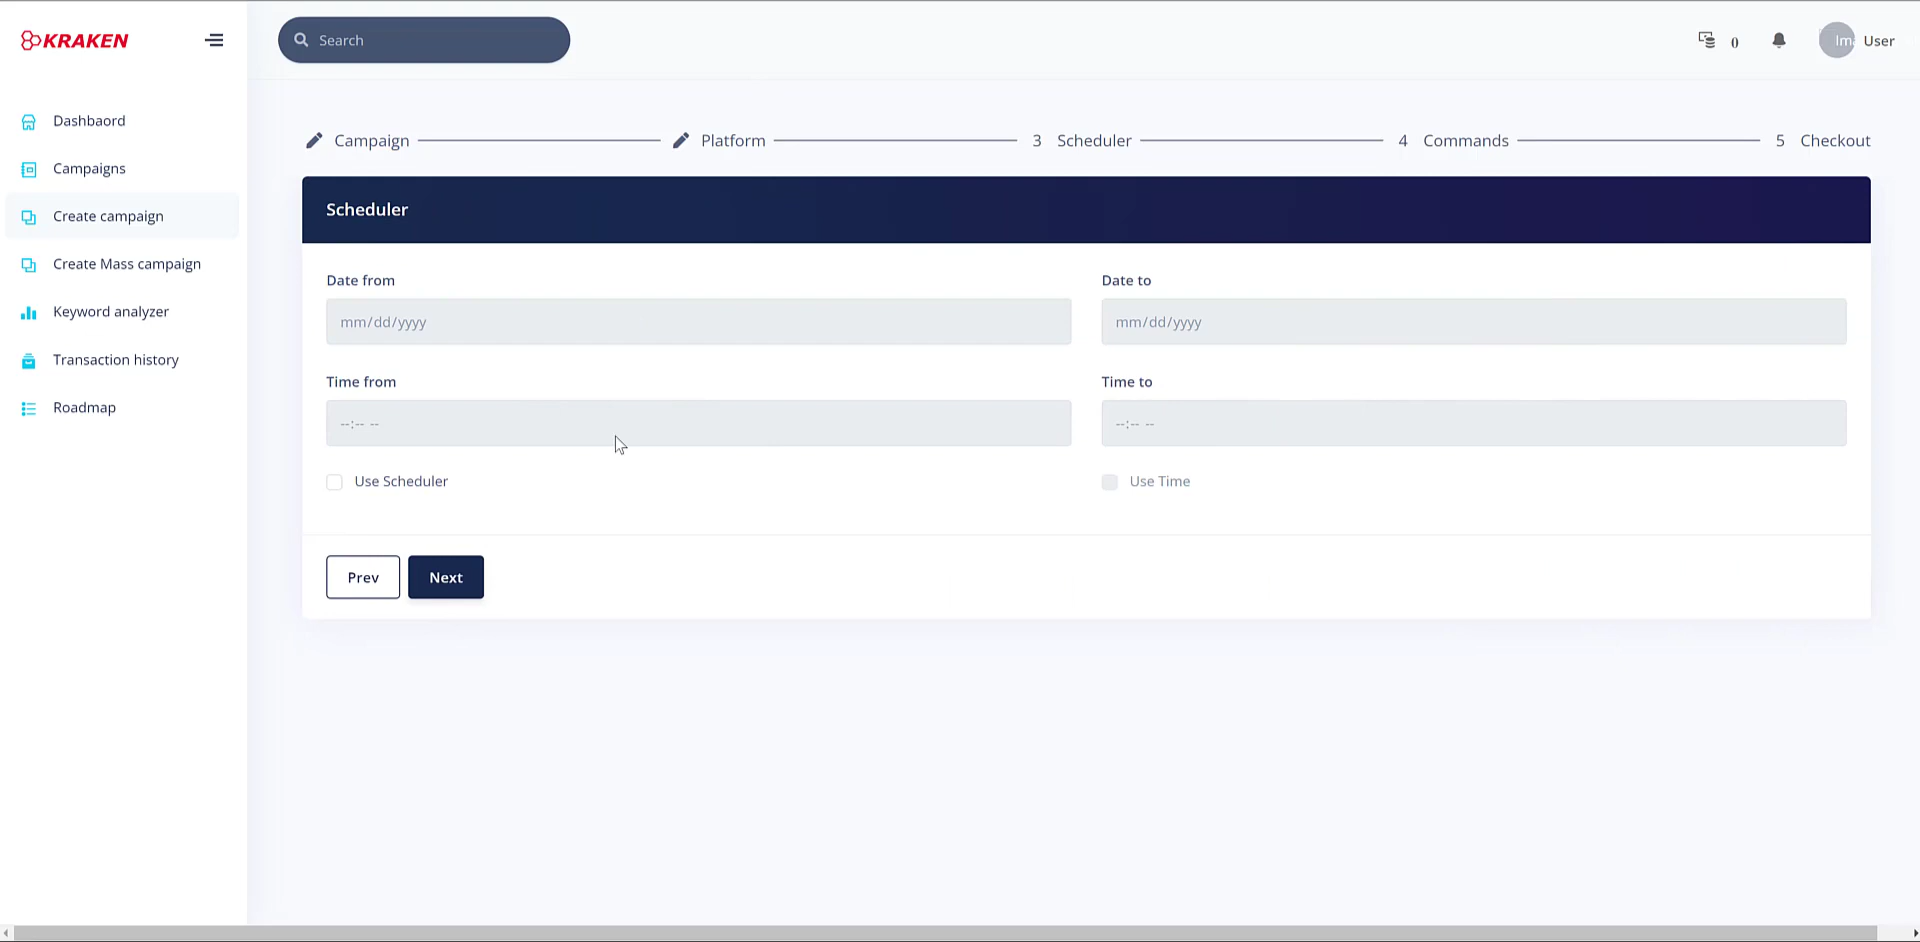 KRAKEN
Search
0
Ima User
Dashbaord
Campaigns
Create campaign
Create Mass campaign
Keyword analyzer
Transaction history
Roadmap
Campaign
Platform
3 Scheduler
4 Commands
5 Checkout
Scheduler
Date from
Date to
mm/dd/yyyy
mm/dd/yyyy
Time from
Time to
--:-- --
--:-- --
Use Scheduler
Use Time
Prev
Next